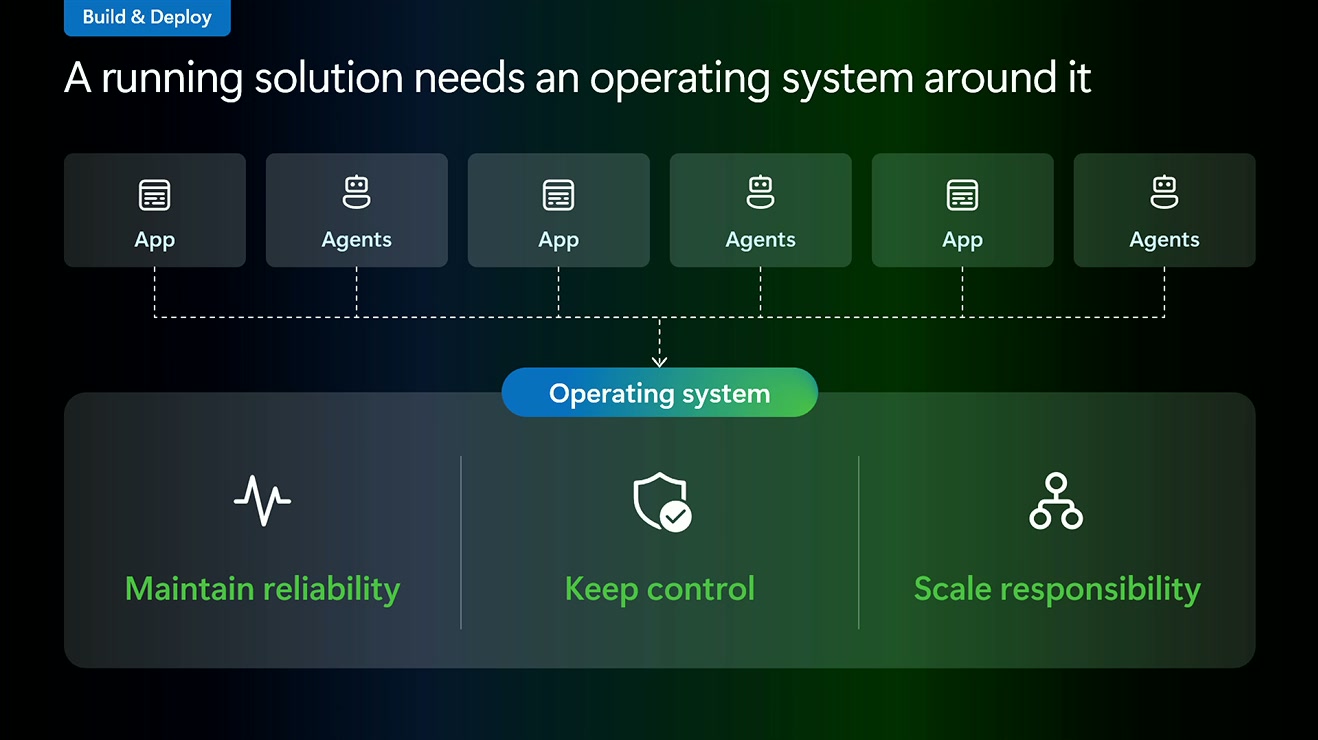 Build & Deploy
A running solution needs an operating system around it
App
Agents
App
Agents
App
Agents
Operating system
Maintain reliability
Keep control
Scale responsibility